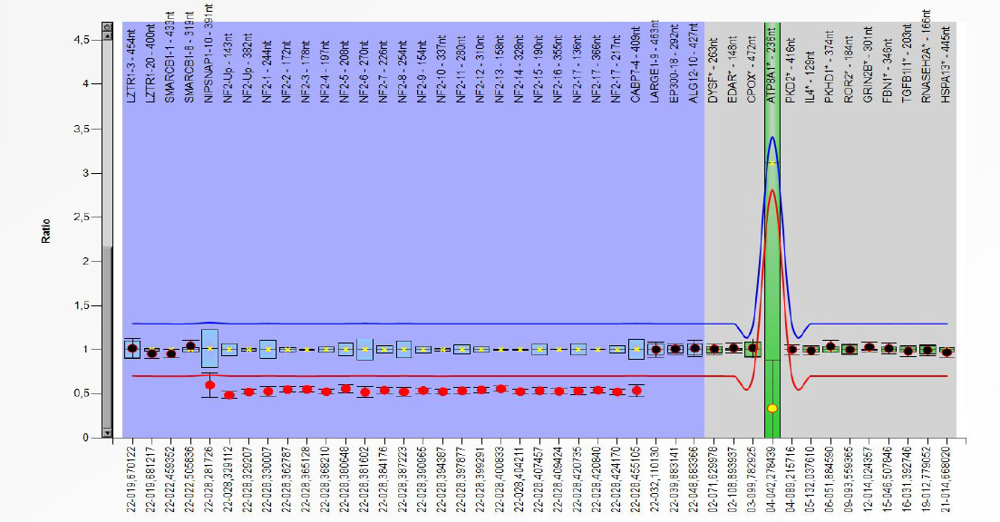 LZTR1-3 - 454nt
LZTR1-20 - 400nt
SMARCB1-1 - 433nt
SMARCB1-8 - 319nt
NIPSNAP1-10 - 391nt
NF2-Up - 143nt
NF2-Up - 382nt
NF2-1 - 244nt
NF2-2 - 172nt
NF2-3 - 178nt
NF2-4 - 197nt
NF2-5 - 208nt
NF2-6 - 270nt
NF2-7 - 226nt
NF2-8 - 254nt
NF2-9 - 154nt
NF2-10 - 337nt
NF2-11 - 280nt
NF2-12 - 310nt
NF2-13 - 158nt
NF2-14 - 328nt
NF2-15 - 190nt
NF2-16 - 355nt
NF2-17 - 136nt
NF2-17 - 366nt
NF2-17 - 217nt
CABP7-4 - 409nt
LARGE1-9 - 463nt
EP300-18 - 292nt
ALG12-10 - 427nt
DYSF* - 263nt
EDAR* - 148nt
CPOX* - 472nt
ATP8A1* - 236nt
PKD2* - 416nt
IL4* - 129nt
PKHD1* - 374nt
ROR2* - 184nt
GRIN2B* - 301nt
FBN1* - 346nt
TGFB1I1* - 203nt
RNASEH2A* - 166nt
HSPA13* - 445nt
4,5
4
3,5
3
2,5
2
1,5
1
0,5
0
Ratio
22-019,670122
22-019,681217
22-022,459352
22-022,505836
22-028,281726
22-028,329112
22-028,329207
22-028,330007
22-028,362787
22-028,365128
22-028,368210
22-028,380648
22-028,381602
22-028,384176
22-028,387223
22-028,390965
22-028,394387
22-028,397877
22-028,399291
22-028,400833
22-028,404211
22-028,407457
22-028,409424
22-028,420735
22-028,420840
22-028,424170
22-028,455105
22-032,110130
22-039,883141
22-048,683366
02-071,629978
02-108,893937
03-099,782925
04-042,278439
04-089,215716
05-132,037610
06-051,684590
09-093,559365
12-014,024357
15-046,507846
16-031,392746
19-012,779052
21-014,668020